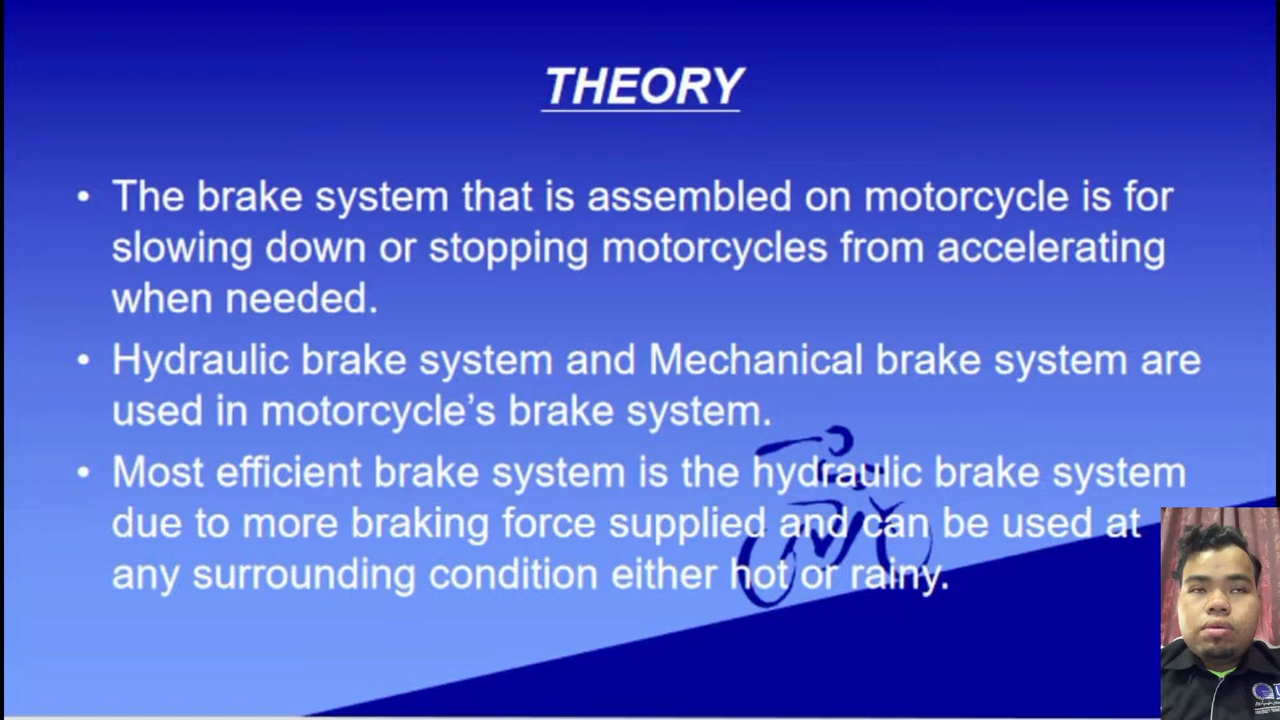 THEORY
• The brake system that is assembled on motorcycle is for
slowing down or stopping motorcycles from accelerating
when needed.
• Hydraulic brake system and Mechanical brake system are
used in motorcycle’s brake system.
• Most efficient brake system is the hydraulic brake system
due to more braking force supplied and can be used at
any surrounding condition either hot or rainy.